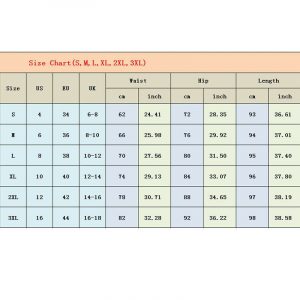 Size Chart(S,M,L,XL,2XL,3XL)
Size US EU UK Waist Hip Length
cm inch cm inch cm inch
S 4 34 6-8 62 24.41 72 28.35 93 36.61
M 6 36 8-10 66 25.98 76 29.92 94 37.01
L 8 38 10-12 70 27.56 80 31.50 95 37.40
XL 10 40 12-14 74 29.13 84 33.07 96 37.80
2XL 12 42 14-16 78 30.71 88 34.65 97 38.19
3XL 16 44 16-18 82 32.28 92 36.22 98 38.58